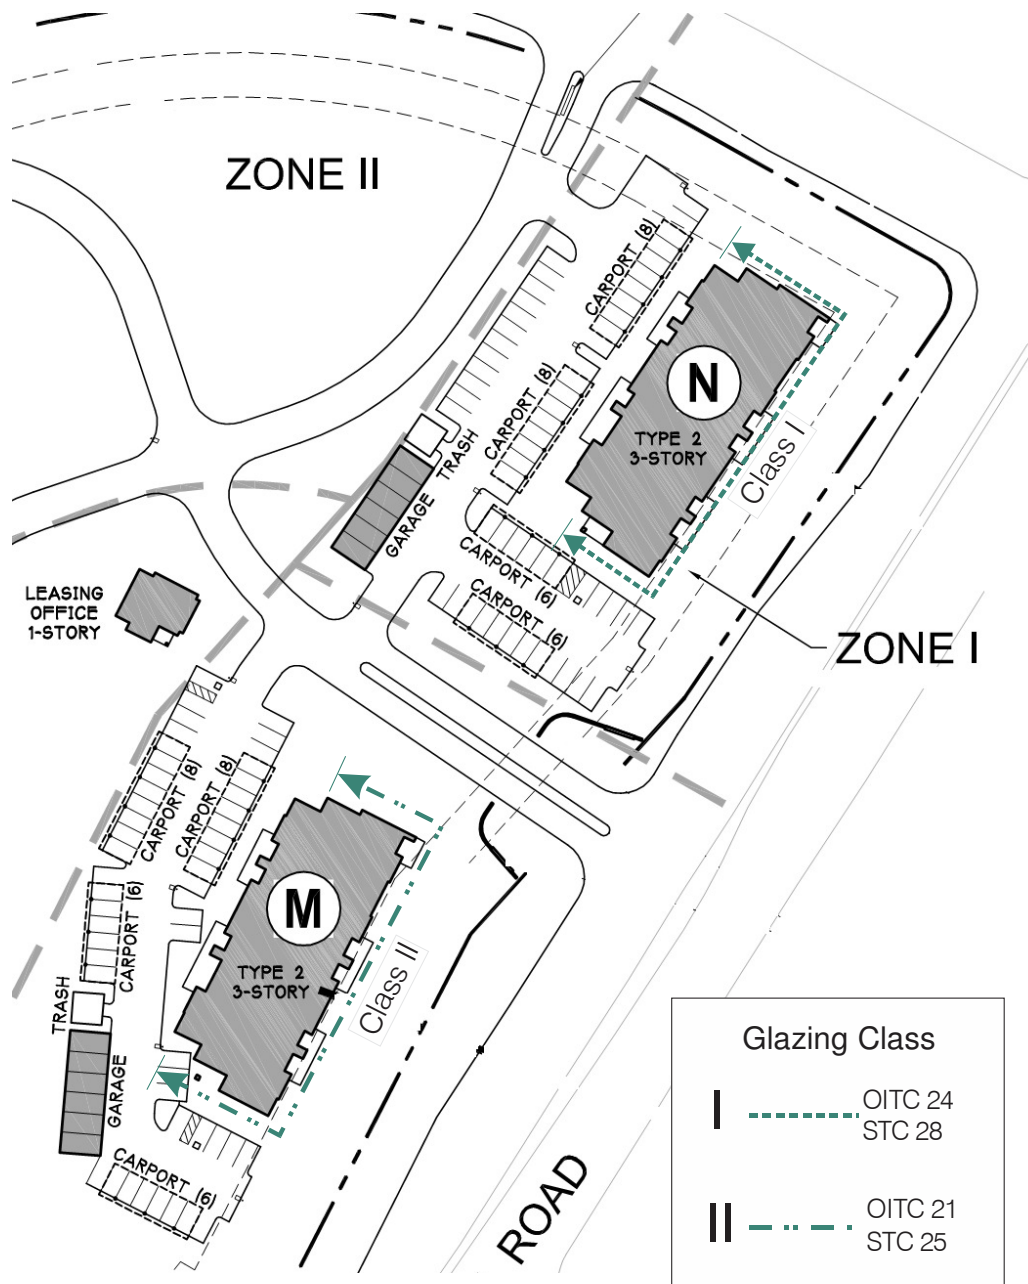 ZONE II
CARPORT (8)
N
TYPE 2
3-STORY
CARPORT (8)
Class I
TRASH
GARAGE
CARPORT (6)
CARPORT (6)
LEASING
OFFICE
1-STORY
ZONE I
CARPORT (8)
CARPORT (8)
M
TYPE 2
3-STORY
CARPORT (6)
Class II
TRASH
GARAGE
CARPORT (6)
ROAD
Glazing Class
I
OITC 24
STC 28
II
OITC 21
STC 25